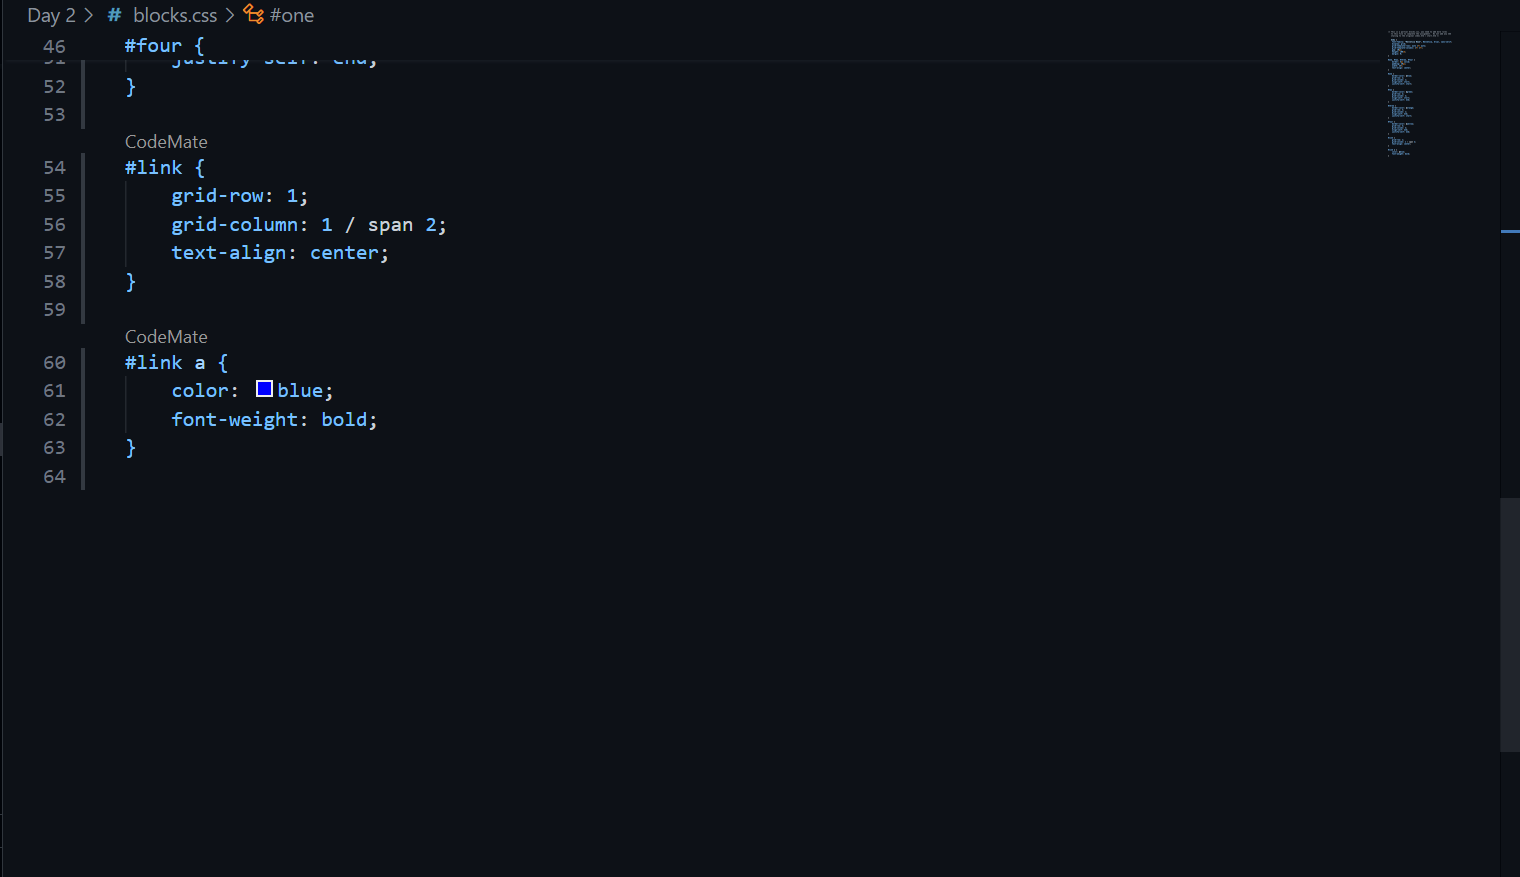 Day 2 > # blocks.css > #one
46 #four {
51 justify-self: end;
52 }
53
CodeMate
54 #link {
55 grid-row: 1;
56 grid-column: 1 / span 2;
57 text-align: center;
58 }
59
CodeMate
60 #link a {
61 color: blue;
62 font-weight: bold;
63 }
64